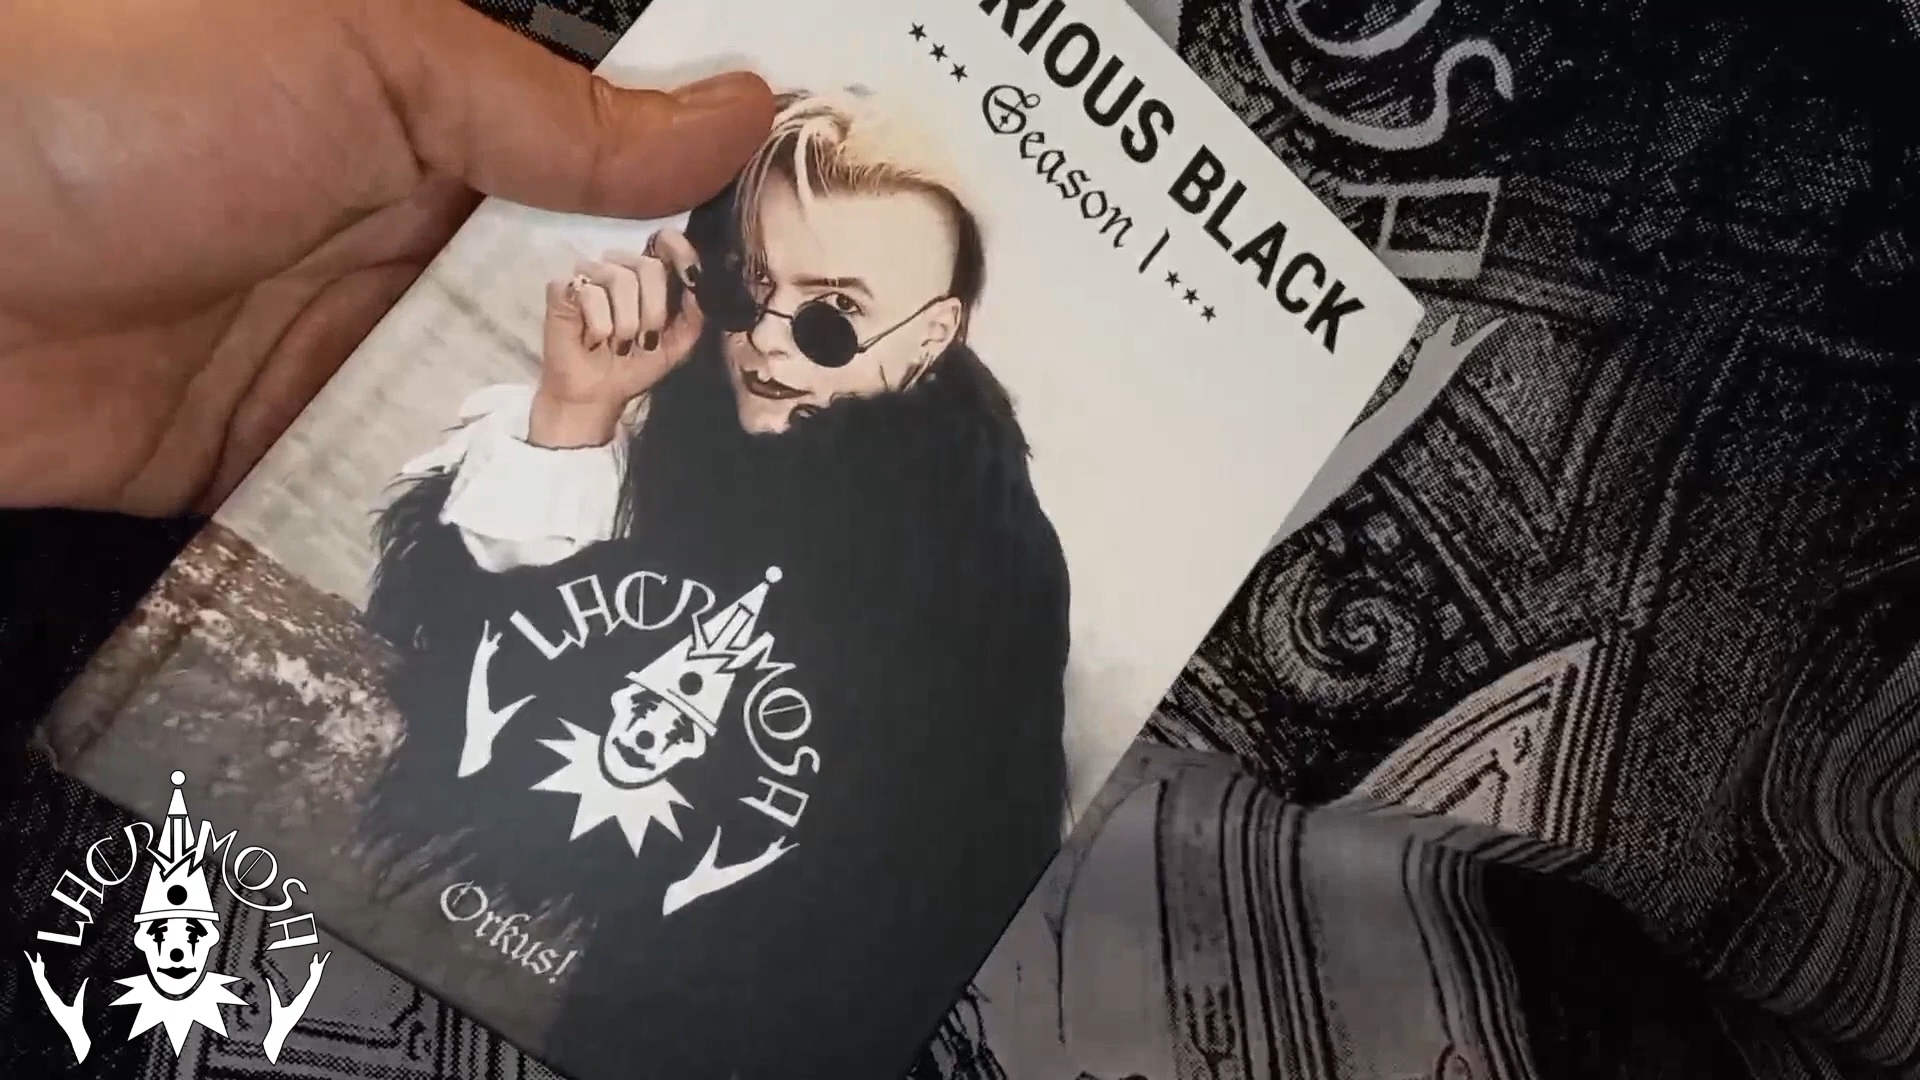 RIOUS BLACK
*** Season 1 ***
LACRIMOSA
Orkus!
LACRIMOSA